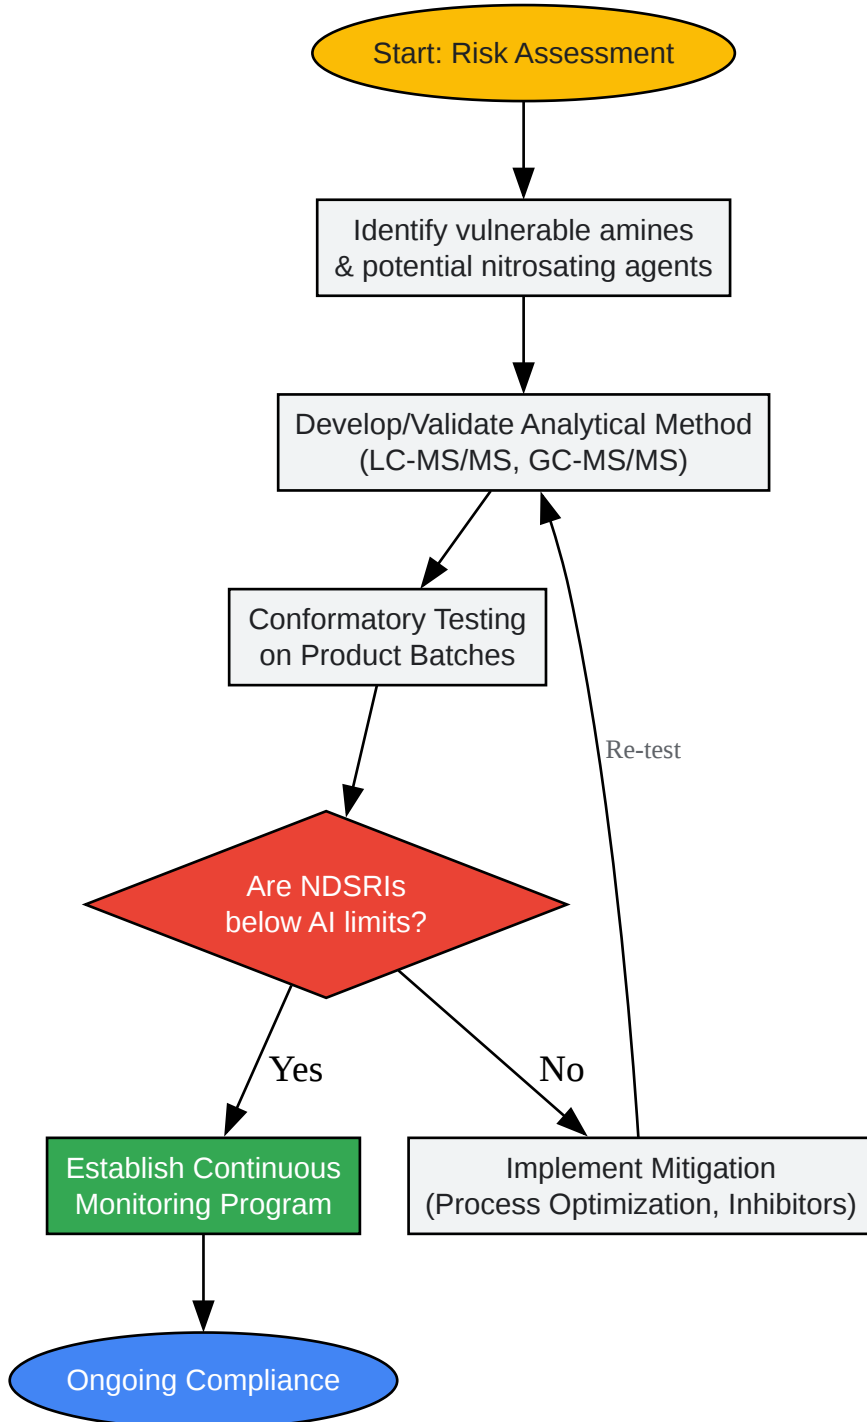 Start: Risk Assessment
Identify vulnerable amines
& potential nitrosating agents
Develop/Validate Analytical Method
(LC-MS/MS, GC-MS/MS)
Conformatory Testing
on Product Batches
Re-test
Are NDSRIs
below AI limits?
Yes
No
Establish Continuous
Monitoring Program
Implement Mitigation
(Process Optimization, Inhibitors)
Ongoing Compliance